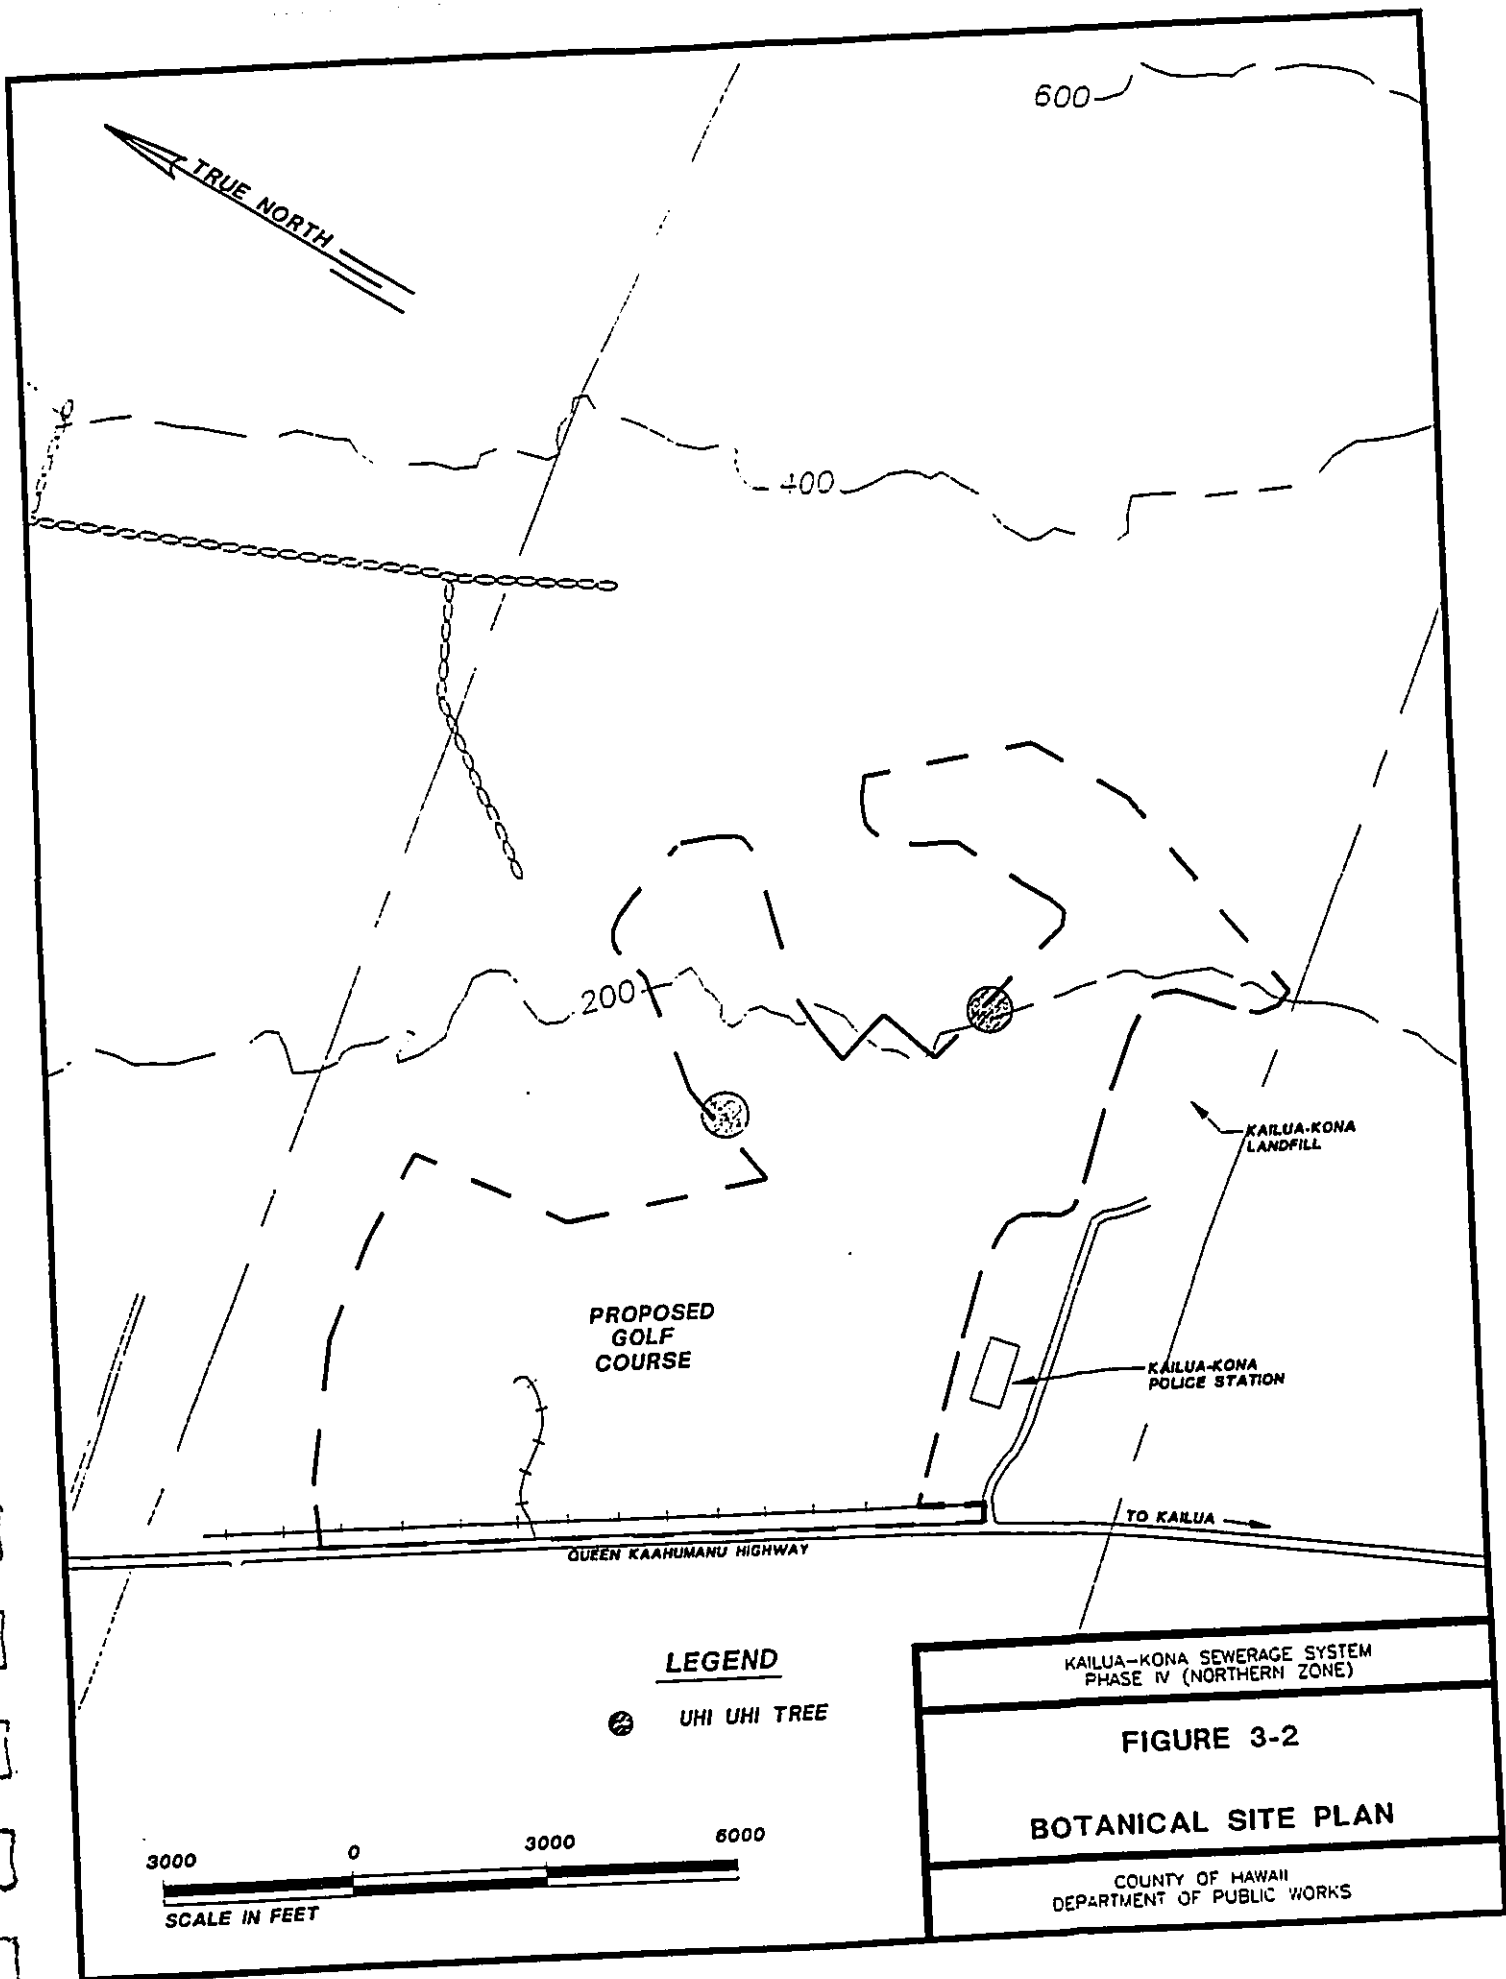 600
TRUE NORTH
400
200
KAILUA-KONA
LANDFILL
PROPOSED
GOLF
COURSE
KAILUA-KONA
POLICE STATION
TO KAILUA
QUEEN KAAHUMANU HIGHWAY
LEGEND
UHI UHI TREE
KAILUA-KONA SEWERAGE SYSTEM
PHASE IV (NORTHERN ZONE)
FIGURE 3-2
BOTANICAL SITE PLAN
3000 0 3000 6000
SCALE IN FEET
COUNTY OF HAWAII
DEPARTMENT OF PUBLIC WORKS